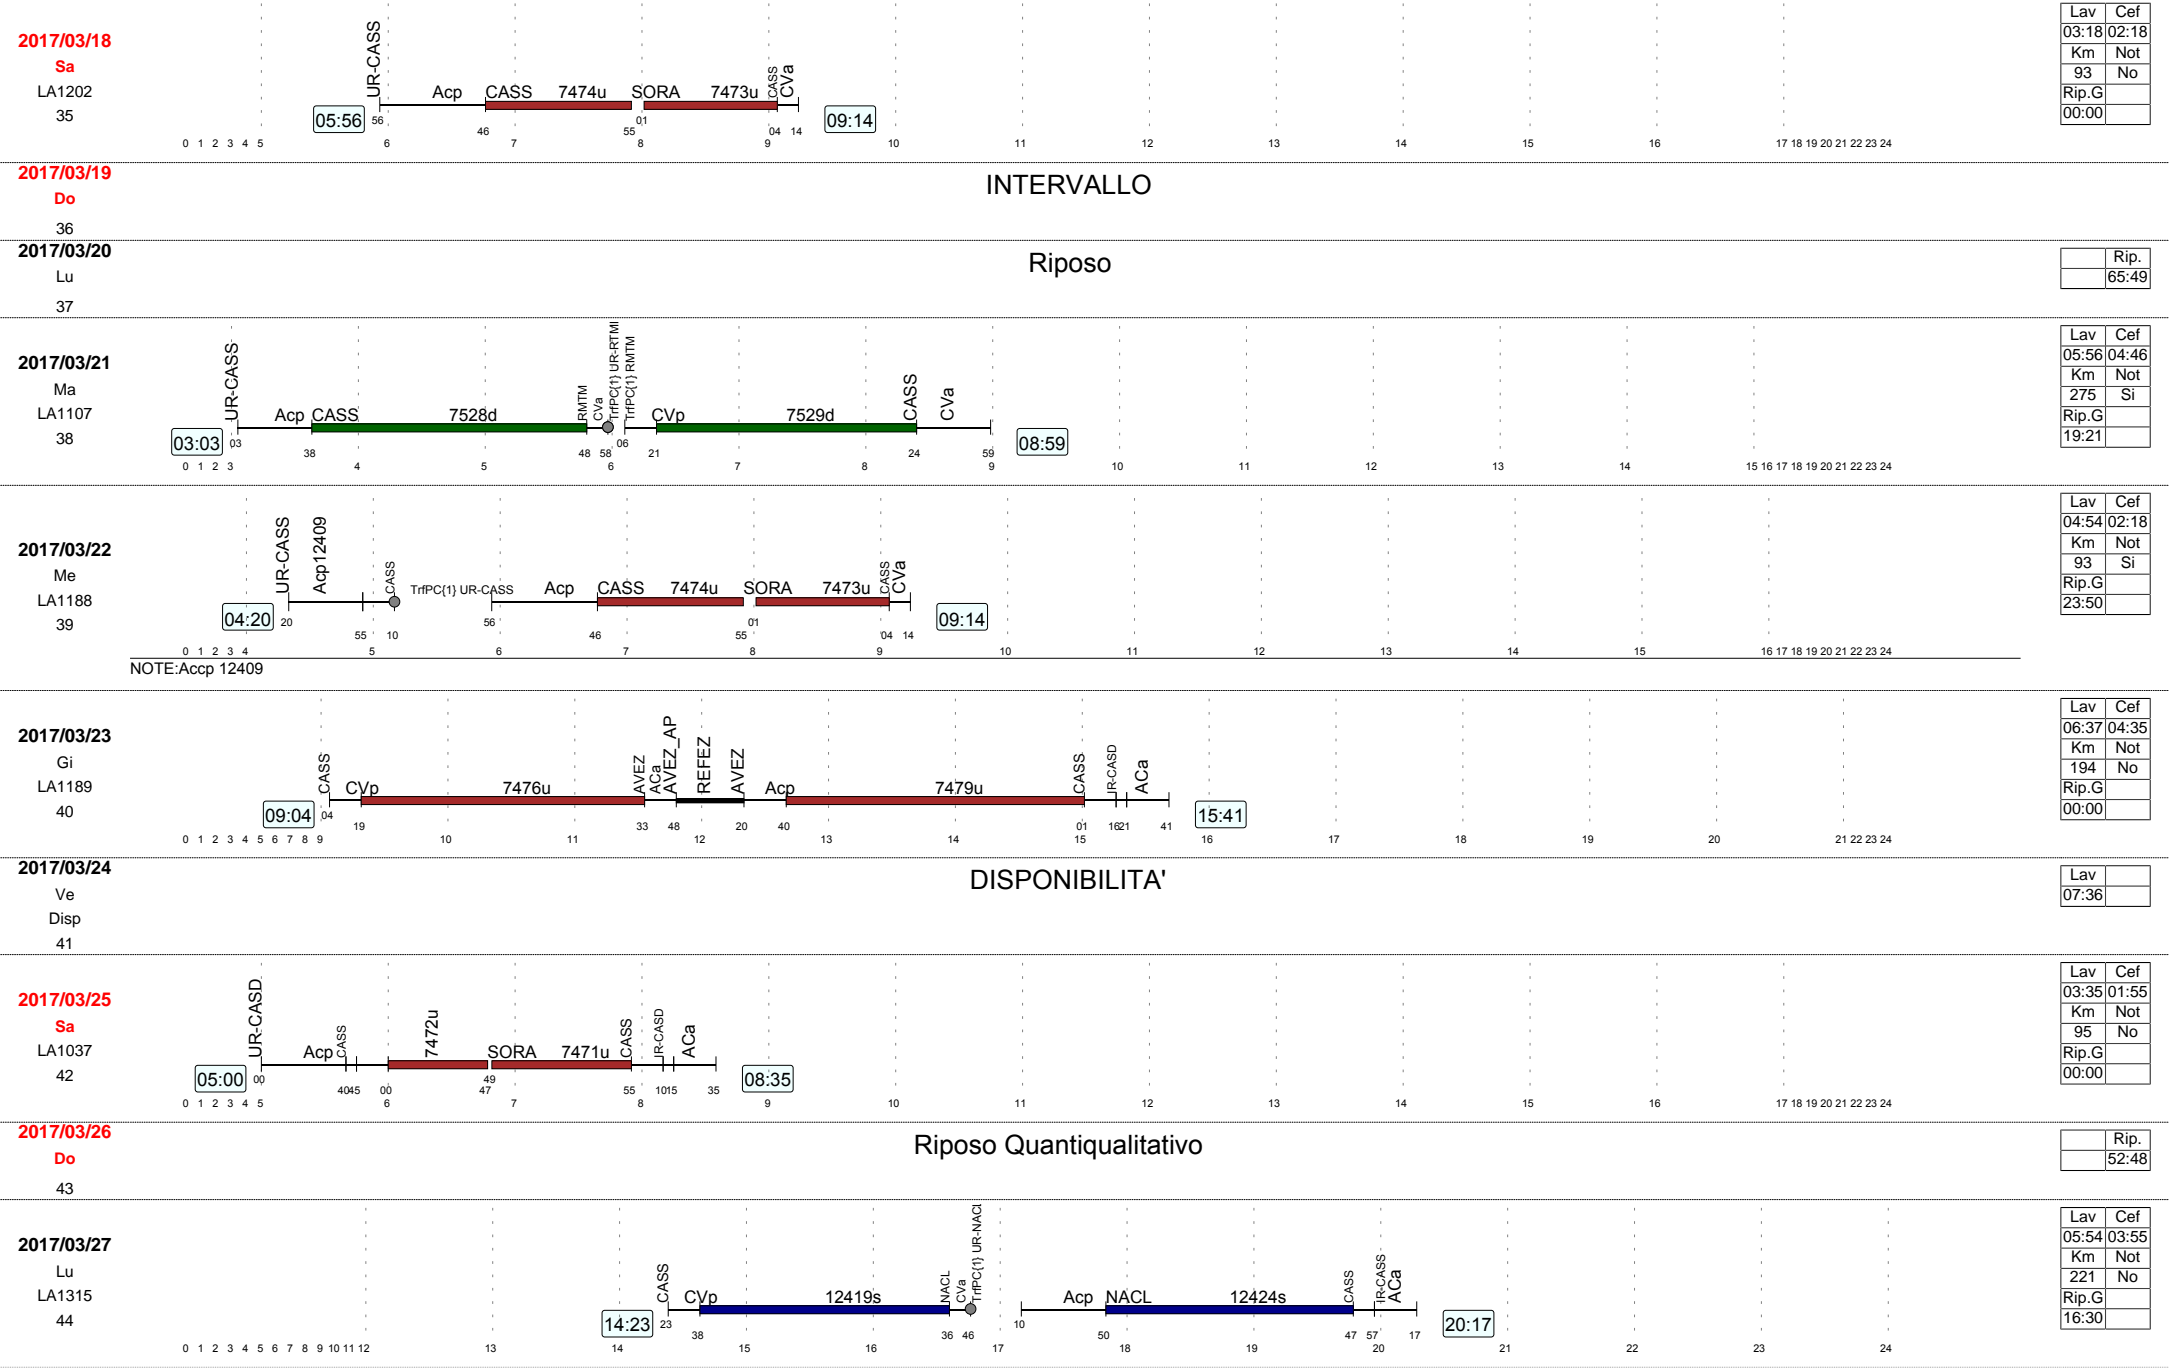 2017/03/18
Sa
LA1202
35
UR-CASS
Acp CASS 7474u SORA 7473u CASS CVa
05:56 56 46 55 01 04 14 09:14
0 1 2 3 4 5 6 7 8 9 10 11 12 13 14 15 16 17 18 19 20 21 22 23 24
Lav Cef
03:18 02:18
Km Not
93 No
Rip.G
00:00
2017/03/19
Do
36
INTERVALLO
2017/03/20
Lu
37
Riposo
Rip.
65:49
2017/03/21
Ma
LA1107
38
UR-CASS
Acp CASS 7528d RMTM CVa TrfPC{1} UR-RTMI TrfPC{1} RMTM CVp 7529d CASS CVa
03:03 03 38 48 58 06 21 24 59 08:59
0 1 2 3 4 5 6 7 8 9 10 11 12 13 14 15 16 17 18 19 20 21 22 23 24
Lav Cef
05:56 04:46
Km Not
275 Si
Rip.G
19:21
2017/03/22
Me
LA1188
39
UR-CASS Acp12409 CASS TrfPC{1} UR-CASS Acp CASS 7474u SORA 7473u CASS CVa
04:20 20 55 10 56 46 55 01 04 14 09:14
0 1 2 3 4 5 6 7 8 9 10 11 12 13 14 15 16 17 18 19 20 21 22 23 24
NOTE:Accp 12409
Lav Cef
04:54 02:18
Km Not
93 Si
Rip.G
23:50
2017/03/23
Gi
LA1189
40
CASS CVp 7476u AVEZ ACa AVEZ_AP REFEZ AVEZ Acp 7479u CASS IR-CASD ACa
09:04 04 19 33 48 20 40 01 16 21 41 15:41
0 1 2 3 4 5 6 7 8 9 10 11 12 13 14 15 16 17 18 19 20 21 22 23 24
Lav Cef
06:37 04:35
Km Not
194 No
Rip.G
00:00
2017/03/24
Ve
Disp
41
DISPONIBILITA'
Lav
07:36
2017/03/25
Sa
LA1037
42
UR-CASD Acp CASS 7472u SORA 7471u CASS IR-CASD ACa
05:00 00 40 45 00 47 49 55 10 15 35 08:35
0 1 2 3 4 5 6 7 8 9 10 11 12 13 14 15 16 17 18 19 20 21 22 23 24
Lav Cef
03:35 01:55
Km Not
95 No
Rip.G
00:00
2017/03/26
Do
43
Riposo Quantiqualitativo
Rip.
52:48
2017/03/27
Lu
LA1315
44
CASS CVp 12419s NACL CVa TrfPC{1} UR-NACL Acp NACL 12424s CASS IR-CASS ACa
14:23 23 38 36 46 10 50 47 57 17 20:17
0 1 2 3 4 5 6 7 8 9 10 11 12 13 14 15 16 17 18 19 20 21 22 23 24
Lav Cef
05:54 03:55
Km Not
221 No
Rip.G
16:30